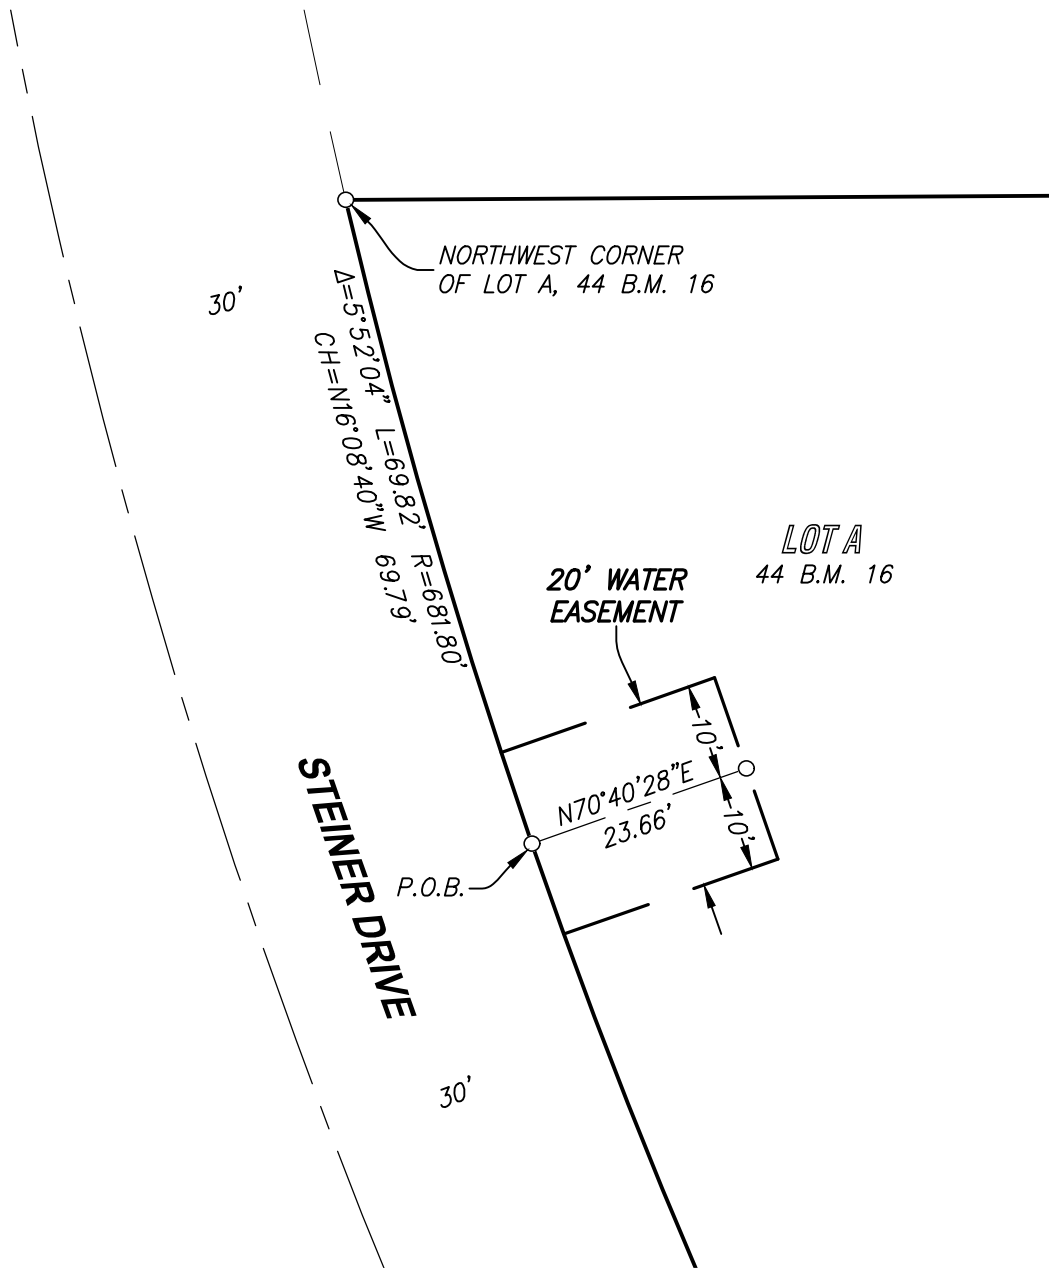 NORTHWEST CORNER
OF LOT A, 44 B.M. 16
30'
Δ=5°52'04" L=69.82' R=681.80'
CH=N16°08'40"W 69.79'
LOT A
44 B.M. 16
20' WATER
EASEMENT
10'
N70°40'28"E
23.66'
10'
STEINER DRIVE
P.O.B.
30'